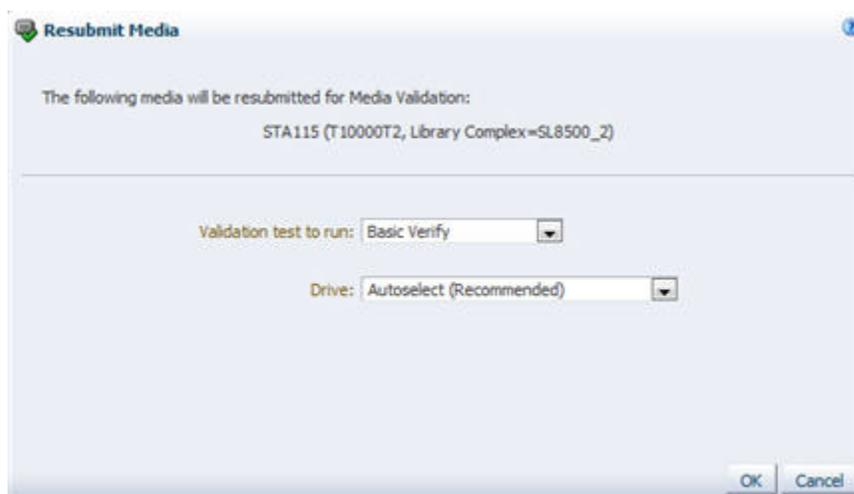 Resubmit Media
The following media will be resubmitted for Media Validation:
STA115 (T10000T2, Library Complex=SL8500_2)
Validation test to run: Basic Verify
Drive: Autoselect (Recommended)
OK Cancel